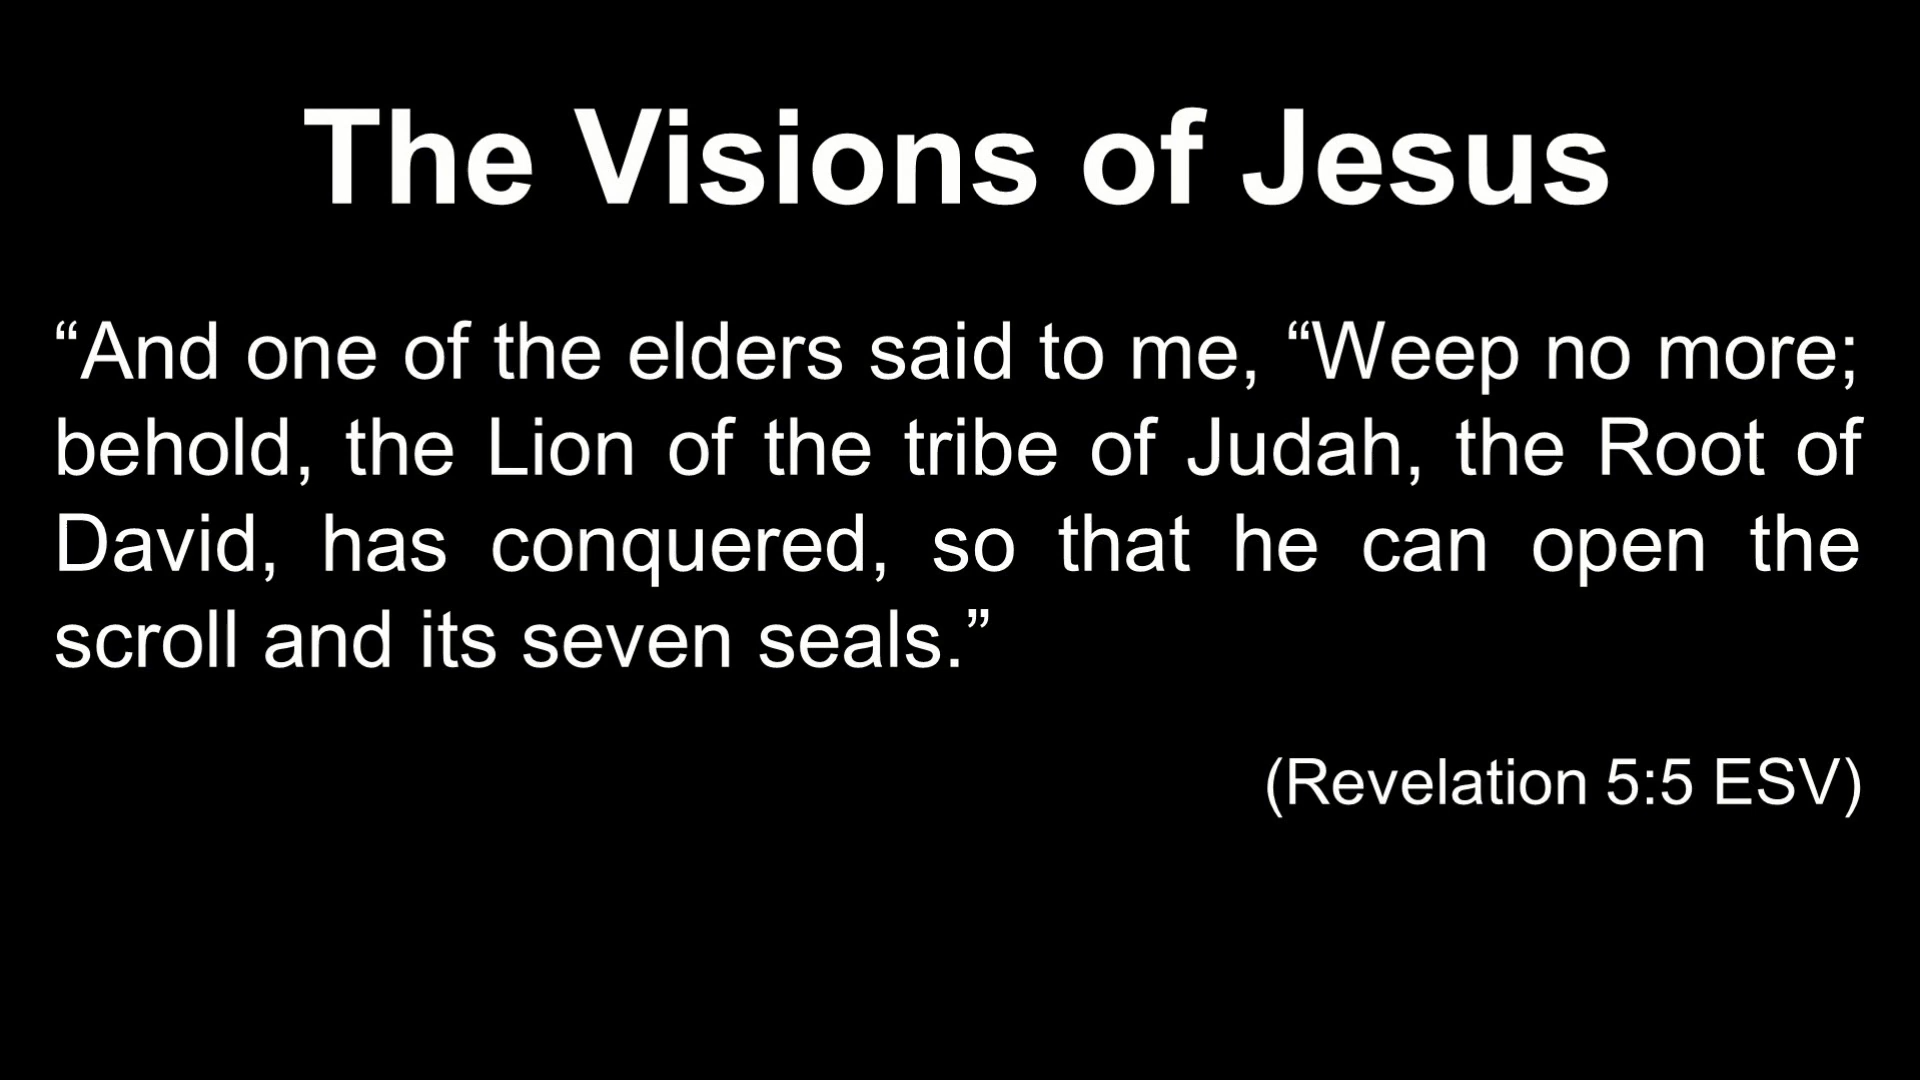 The Visions of Jesus
“And one of the elders said to me, “Weep no more;
behold, the Lion of the tribe of Judah, the Root of
David, has conquered, so that he can open the
scroll and its seven seals.”
(Revelation 5:5 ESV)